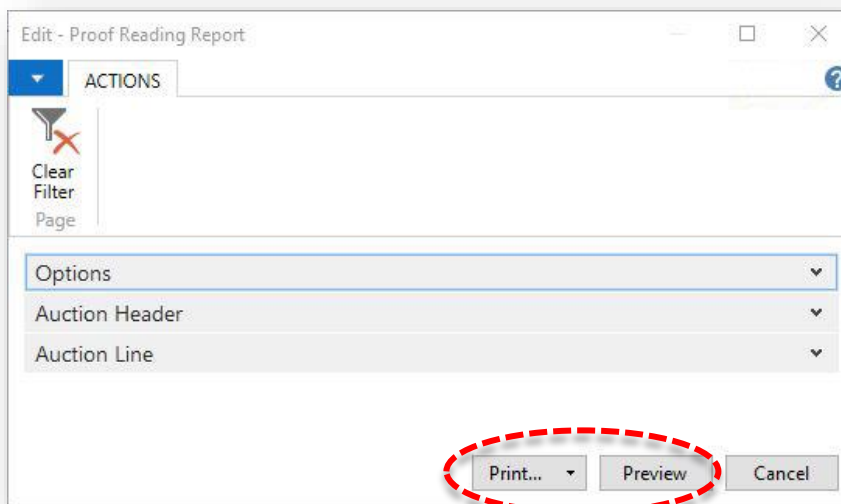 Edit - Proof Reading Report
ACTIONS
?
Clear
Filter
Page
Options
Auction Header
Auction Line
Print... Preview Cancel